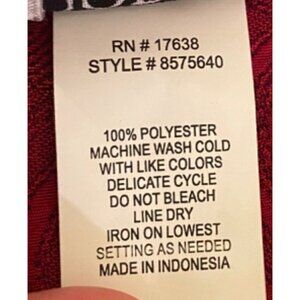 RN # 17638
STYLE # 8575640
100% POLYESTER
MACHINE WASH COLD
WITH LIKE COLORS
DELICATE CYCLE
DO NOT BLEACH
LINE DRY
IRON ON LOWEST
SETTING AS NEEDED
MADE IN INDONESIA